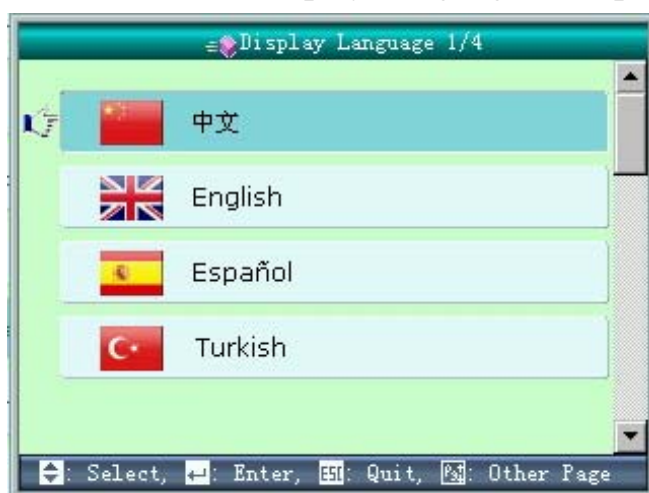 Display Language 1/4
中文
English
Español
Turkish
: Select, : Enter, ESC: Quit, : Other Page